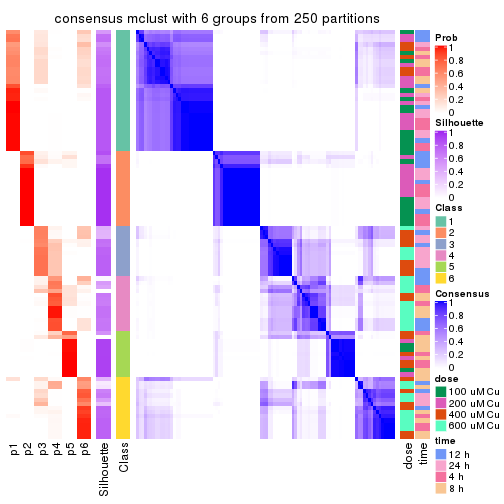 consensus mclust with 6 groups from 250 partitions
p1
p2
p3
p4
p5
p6
Silhouette
Class
dose
time
Prob
1
0.8
0.6
0.4
0.2
0
Silhouette
1
0.8
0.6
0.4
0.2
0
Class
1
2
3
4
5
6
Consensus
1
0.8
0.6
0.4
0.2
0
dose
100 uM Cu
200 uM Cu
400 uM Cu
600 uM Cu
time
12 h
24 h
4 h
8 h